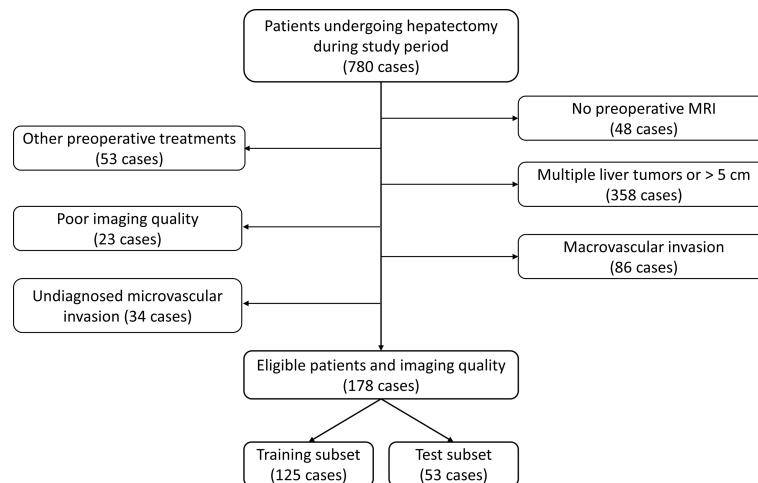 Patients undergoing hepatectomy
during study period
(780 cases)
No preoperative MRI
(48 cases)
Other preoperative treatments
(53 cases)
Multiple liver tumors or > 5 cm
(358 cases)
Poor imaging quality
(23 cases)
Macrovascular invasion
(86 cases)
Undiagnosed microvascular
invasion (34 cases)
Eligible patients and imaging quality
(178 cases)
Training subset
(125 cases)
Test subset
(53 cases)